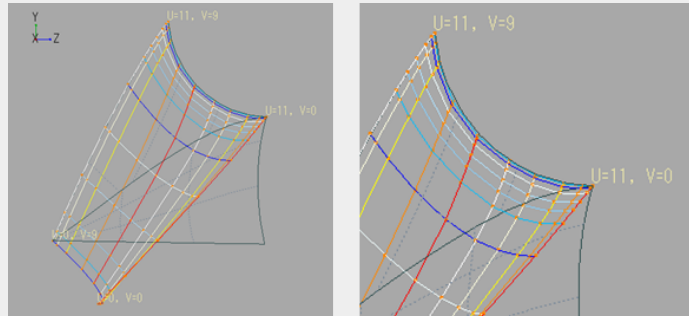 Y
X Z
U=11, V=9
U=11, V=0
U=0, V=9
U=0, V=0
U=11, V=9
U=11, V=0